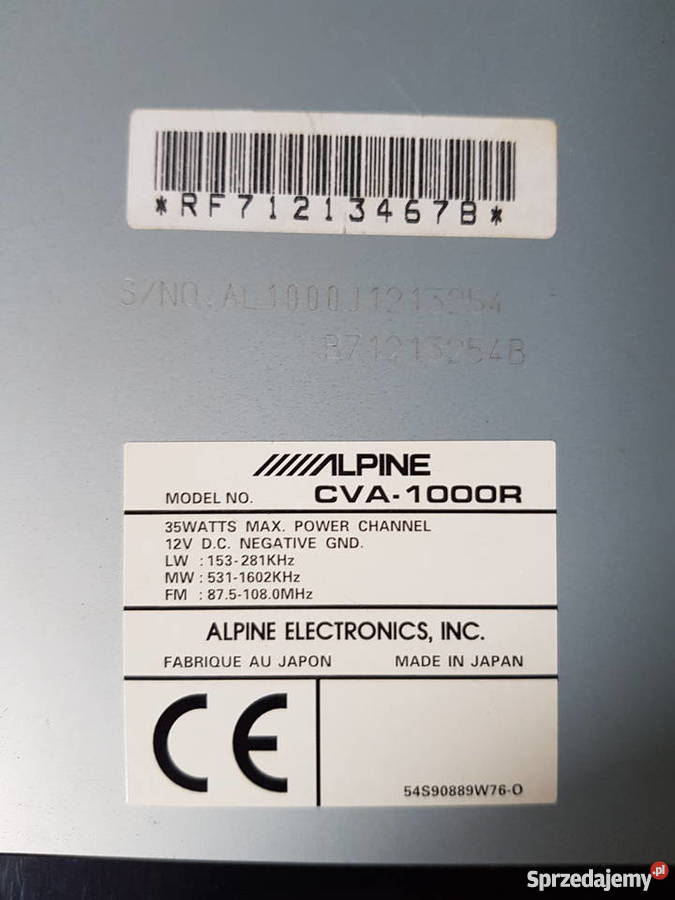 *RF71213467B*
S/NO.AL1000J1213254
B71213254B
ALPINE
MODEL NO. CVA-1000R
35WATTS MAX. POWER CHANNEL
12V D.C. NEGATIVE GND.
LW : 153-281KHz
MW : 531-1602KHz
FM : 87.5-108.0MHz
ALPINE ELECTRONICS, INC.
FABRIQUE AU JAPON MADE IN JAPAN
CE
54S90889W76-O
Sprzedajemy.pl